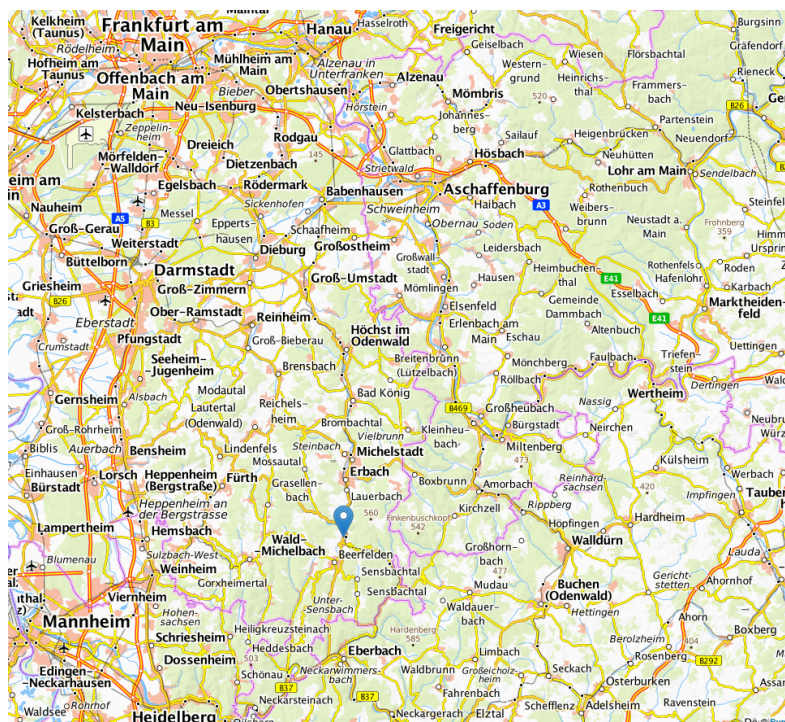 Kelkheim
(Taunus)
Frankfurt am
Main
Maintal
Hanau
Hasselroth
Freigericht
Geiselbach
Burgsinn
Gräfendorf
Rödelheim
Hofheim am
Taunus
Mühlheim am
Main
Alzenau in
Unterfranken
Western-
grund
Wiesen
Flörsbachtal
Rieneck
Offenbach am
Main
Obertshausen
Alzenau
Heinrichs-
thal
Frammers-
bach
Bieber
Mömbris
520
B26
Kelsterbach
Neu-Isenburg
Hörstein
Johannes-
berg
Partenstein
Zeppelin-
heim
Rodgau
Sailauf
Heigenbrücken
Neuendorf
Dreieich
Glattbach
Mörfelden-
-Walldorf
Dietzenbach
145
Strietwald
Hösbach
Neuhütten
Lohr am Main
Sendelbach
Egelsbach
Rödermark
Babenhausen
Aschaffenburg
Rothenbuch
Nauheim
Messel
Sickenhofen
Schweinheim
Haibach
A3
Weibers-
brunn
Steinfeld
A5
B3
Groß-Gerau
Epperts-
hausen
Schaafheim
Obernau
Soden
Neustadt a.
Main
Frohnberg
359
Weiterstadt
Dieburg
Großostheim
Leidersbach
Büttelborn
Großwall-
stadt
Heimbuchen-
thal
Rothenfels
Roden
Darmstadt
Groß-Umstadt
Hausen
E41
Hafenlohr
Griesheim
Groß-Zimmern
Mömlingen
Esselbach
Karbach
B26
Elsenfeld
Gemeinde
Dammbach
Marktheiden-
feld
Eberstadt
Ober-Ramstadt
Reinheim
Höchst im
Odenwald
Erlenbach am
Main
Eschau
E41
Altenbuch
Crumstadt
Pfungstadt
Groß-Bieberau
Breitenbrunn
(Lützelbach)
Mönchberg
Faulbach
Triefen-
stein
Uettingen
Seeheim-
-Jugenheim
Brensbach
Röllbach
Gernsheim
Alsbach
Modautal
Bad König
Wertheim
Dertingen
Lautertal
(Odenwald)
Reichels-
heim
B469
Großheubach
Nassig
Groß-Rohrheim
Brombachtal
Vielbrunn
Kleinheu-
bach
Bürgstadt
Neirchen
Biblis
Auerbach
Bensheim
Lindenfels
Steinbach
Michelstadt
Miltenberg
Külsheim
Einhausen
Lorsch
Mossautal
473
Werbach
Bürstadt
Heppenheim
(Bergstraße)
Fürth
Erbach
Boxbrunn
Reinhard-
sachsen
Grasellen-
bach
Lauerbach
Amorbach
420
Impfingen
Heppenheim an
der Bergstrasse
Rippberg
Lampertheim
560
Finkenbuschkopf
542
Kirchzell
Höpfingen
Hardheim
Hemsbach
Wald-
-Michelbach
Walldürn
Lauda
Blumenau
Sulzbach-West
Beerfelden
Großhorn-
bach
Weinheim
Sensbachtal
477
Gericht-
stetten
Ahornhof
Gorxheimertal
Mudau
Buchen
(Odenwald)
Viernheim
Unter-
Sensbach
Sensbachtal
Waldauer-
bach
Hohen-
sachsen
Hettingen
Ahorn
Mannheim
Heiligkreuzsteinach
Hardenberg
585
Berolzheim
404
Boxberg
Schriesheim
Heddesbach
Limbach
503
Eberbach
Rosenberg
B292
Dossenheim
Neckarwimmers-
bach
Waldbrunn
Großeicholz-
heim
Seckach
Edingen-
-Neckarhausen
Schönau
B37
Fahrenbach
Osterburken
Rohrhof
Neckarsteinach
B37
Schefflenz
Adelsheim
Ravenstein
Waldsee
Heidelberg
Neckargerach
Elztal